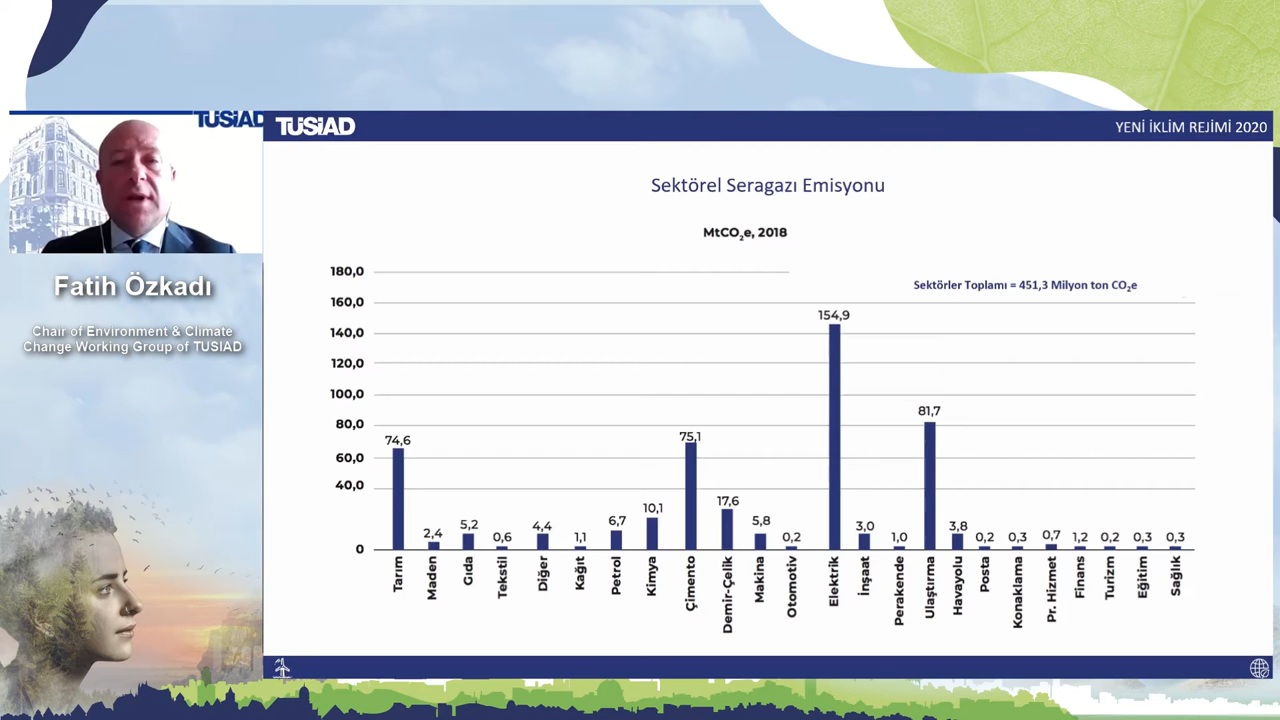 TÜSİAD
TÜSİAD
YENİ İKLİM REJİMİ 2020
Fatih Özkadı
Chair of Environment & Climate
Change Working Group of TUSIAD
Sektörel Seragazı Emisyonu
MtCO₂e, 2018
Sektörler Toplamı = 451,3 Milyon ton CO₂e
180,0
160,0
140,0
120,0
100,0
80,0
60,0
40,0
0
74,6
2,4
5,2
0,6
4,4
1,1
6,7
10,1
75,1
17,6
5,8
0,2
154,9
3,0
1,0
81,7
3,8
0,2
0,3
0,7
1,2
0,2
0,3
0,3
Tarım
Maden
Gıda
Tekstil
Diğer
Kağıt
Petrol
Kimya
Çimento
Demir-Çelik
Makina
Otomotiv
Elektrik
İnşaat
Perakende
Ulaştırma
Havayolu
Posta
Konaklama
Pr. Hizmet
Finans
Turizm
Eğitim
Sağlık